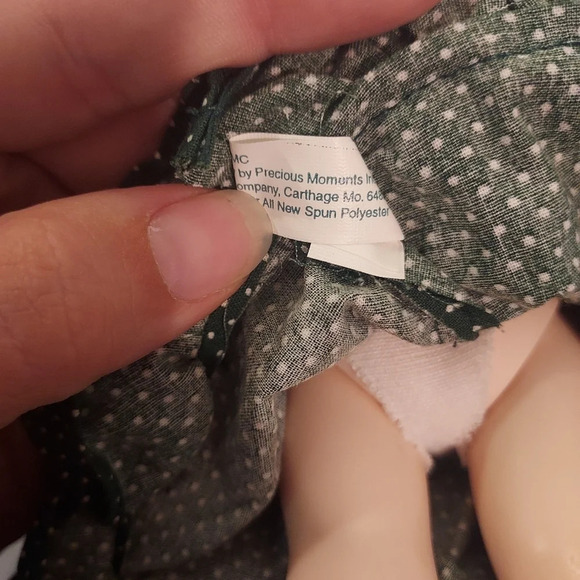 MC
by Precious Moments In
ompany, Carthage Mo. 64
All New Spun Polyester